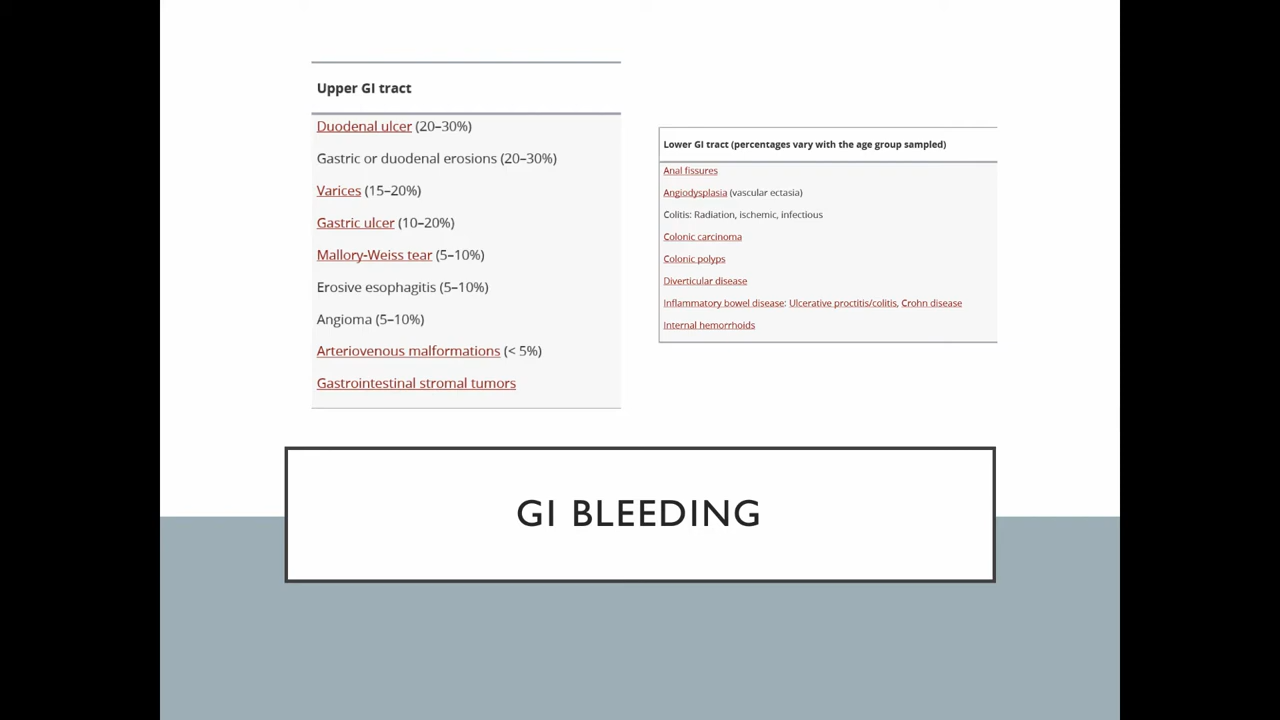 Upper GI tract
Duodenal ulcer (20–30%)
Gastric or duodenal erosions (20–30%)
Varices (15–20%)
Gastric ulcer (10–20%)
Mallory-Weiss tear (5–10%)
Erosive esophagitis (5–10%)
Angioma (5–10%)
Arteriovenous malformations (< 5%)
Gastrointestinal stromal tumors
Lower GI tract (percentages vary with the age group sampled)
Anal fissures
Angiodysplasia (vascular ectasia)
Colitis: Radiation, ischemic, infectious
Colonic carcinoma
Colonic polyps
Diverticular disease
Inflammatory bowel disease: Ulcerative proctitis/colitis, Crohn disease
Internal hemorrhoids
GI BLEEDING